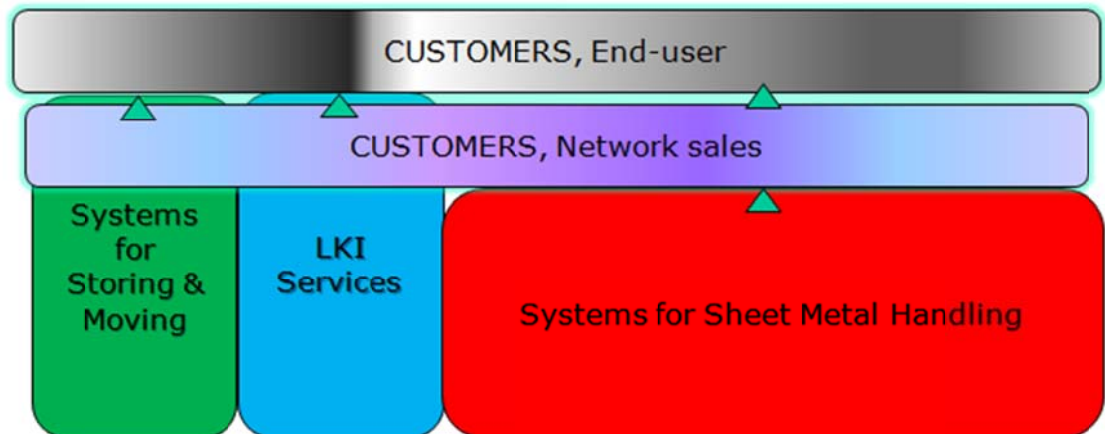 CUSTOMERS, End-user
CUSTOMERS, Network sales
Systems
for
Storing &
Moving
LKI
Services
Systems for Sheet Metal Handling